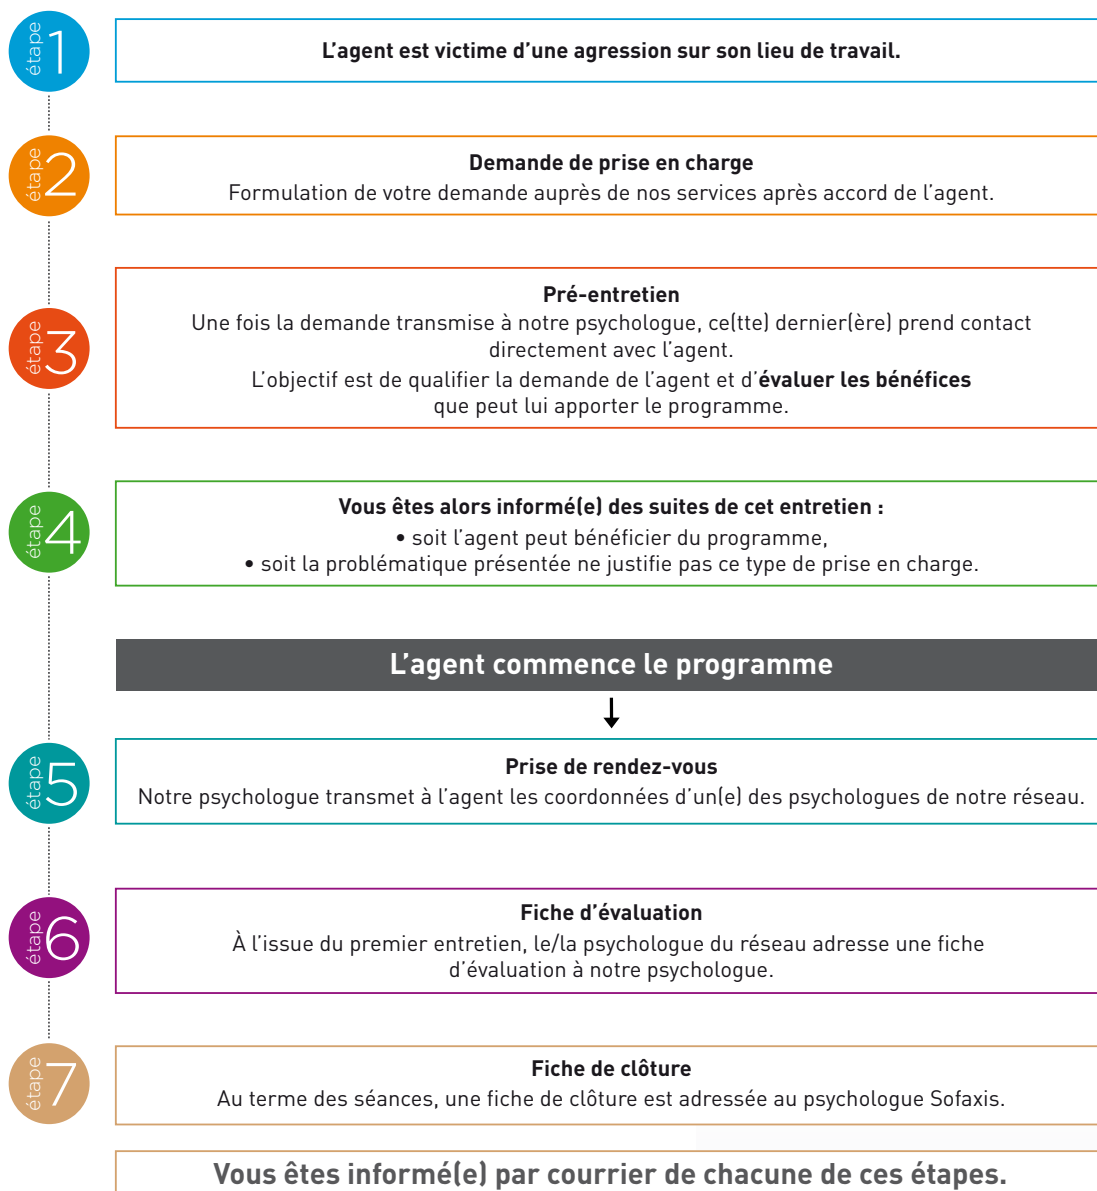 étape 1
L'agent est victime d'une agression sur son lieu de travail.
étape 2
Demande de prise en charge
Formulation de votre demande auprès de nos services après accord de l'agent.
étape 3
Pré-entretien
Une fois la demande transmise à notre psychologue, ce(tte) dernier(ère) prend contact
directement avec l'agent.
L'objectif est de qualifier la demande de l'agent et d'évaluer les bénéfices
que peut lui apporter le programme.
étape 4
Vous êtes alors informé(e) des suites de cet entretien :
• soit l'agent peut bénéficier du programme,
• soit la problématique présentée ne justifie pas ce type de prise en charge.
L'agent commence le programme
étape 5
Prise de rendez-vous
Notre psychologue transmet à l'agent les coordonnées d'un(e) des psychologues de notre réseau.
étape 6
Fiche d'évaluation
À l'issue du premier entretien, le/la psychologue du réseau adresse une fiche
d'évaluation à notre psychologue.
étape 7
Fiche de clôture
Au terme des séances, une fiche de clôture est adressée au psychologue Sofaxis.
Vous êtes informé(e) par courrier de chacune de ces étapes.